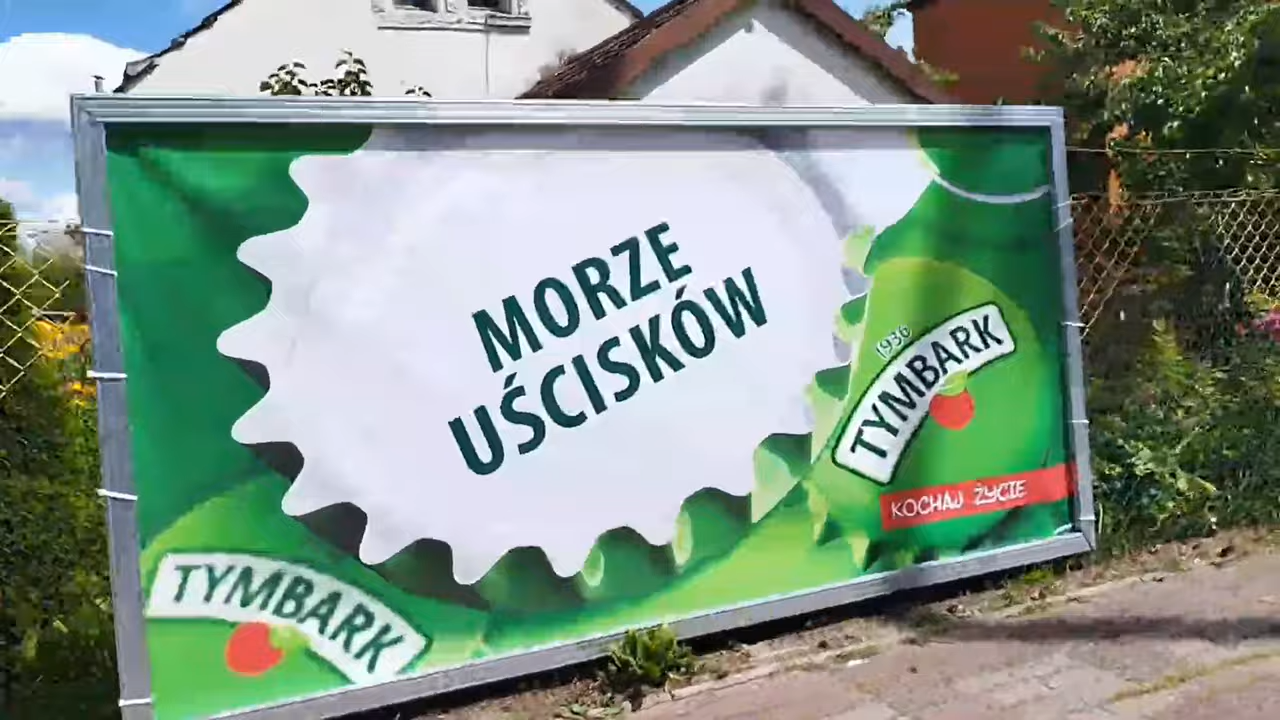 MORZE
UŚCISKÓW
1936
TYMBARK
KOCHAJ ŻYCIE
TYMBARK